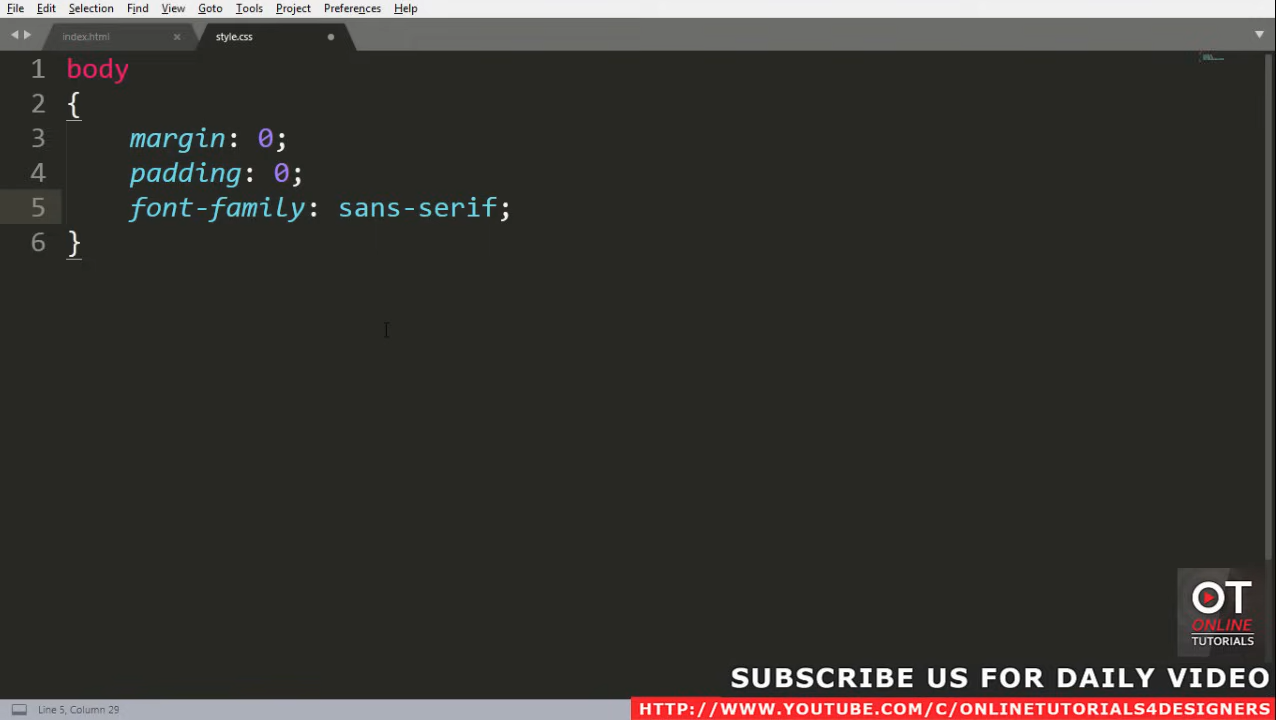 File Edit Selection Find View Goto Tools Project Preferences Help
index.html × style.css
1 body
2 {
3 margin: 0;
4 padding: 0;
5 font-family: sans-serif;
6 }
OT
ONLINE
TUTORIALS
SUBSCRIBE US FOR DAILY VIDEO
Line 5, Column 29
HTTP://WWW.YOUTUBE.COM/C/ONLINETUTORIALS4DESIGNERS